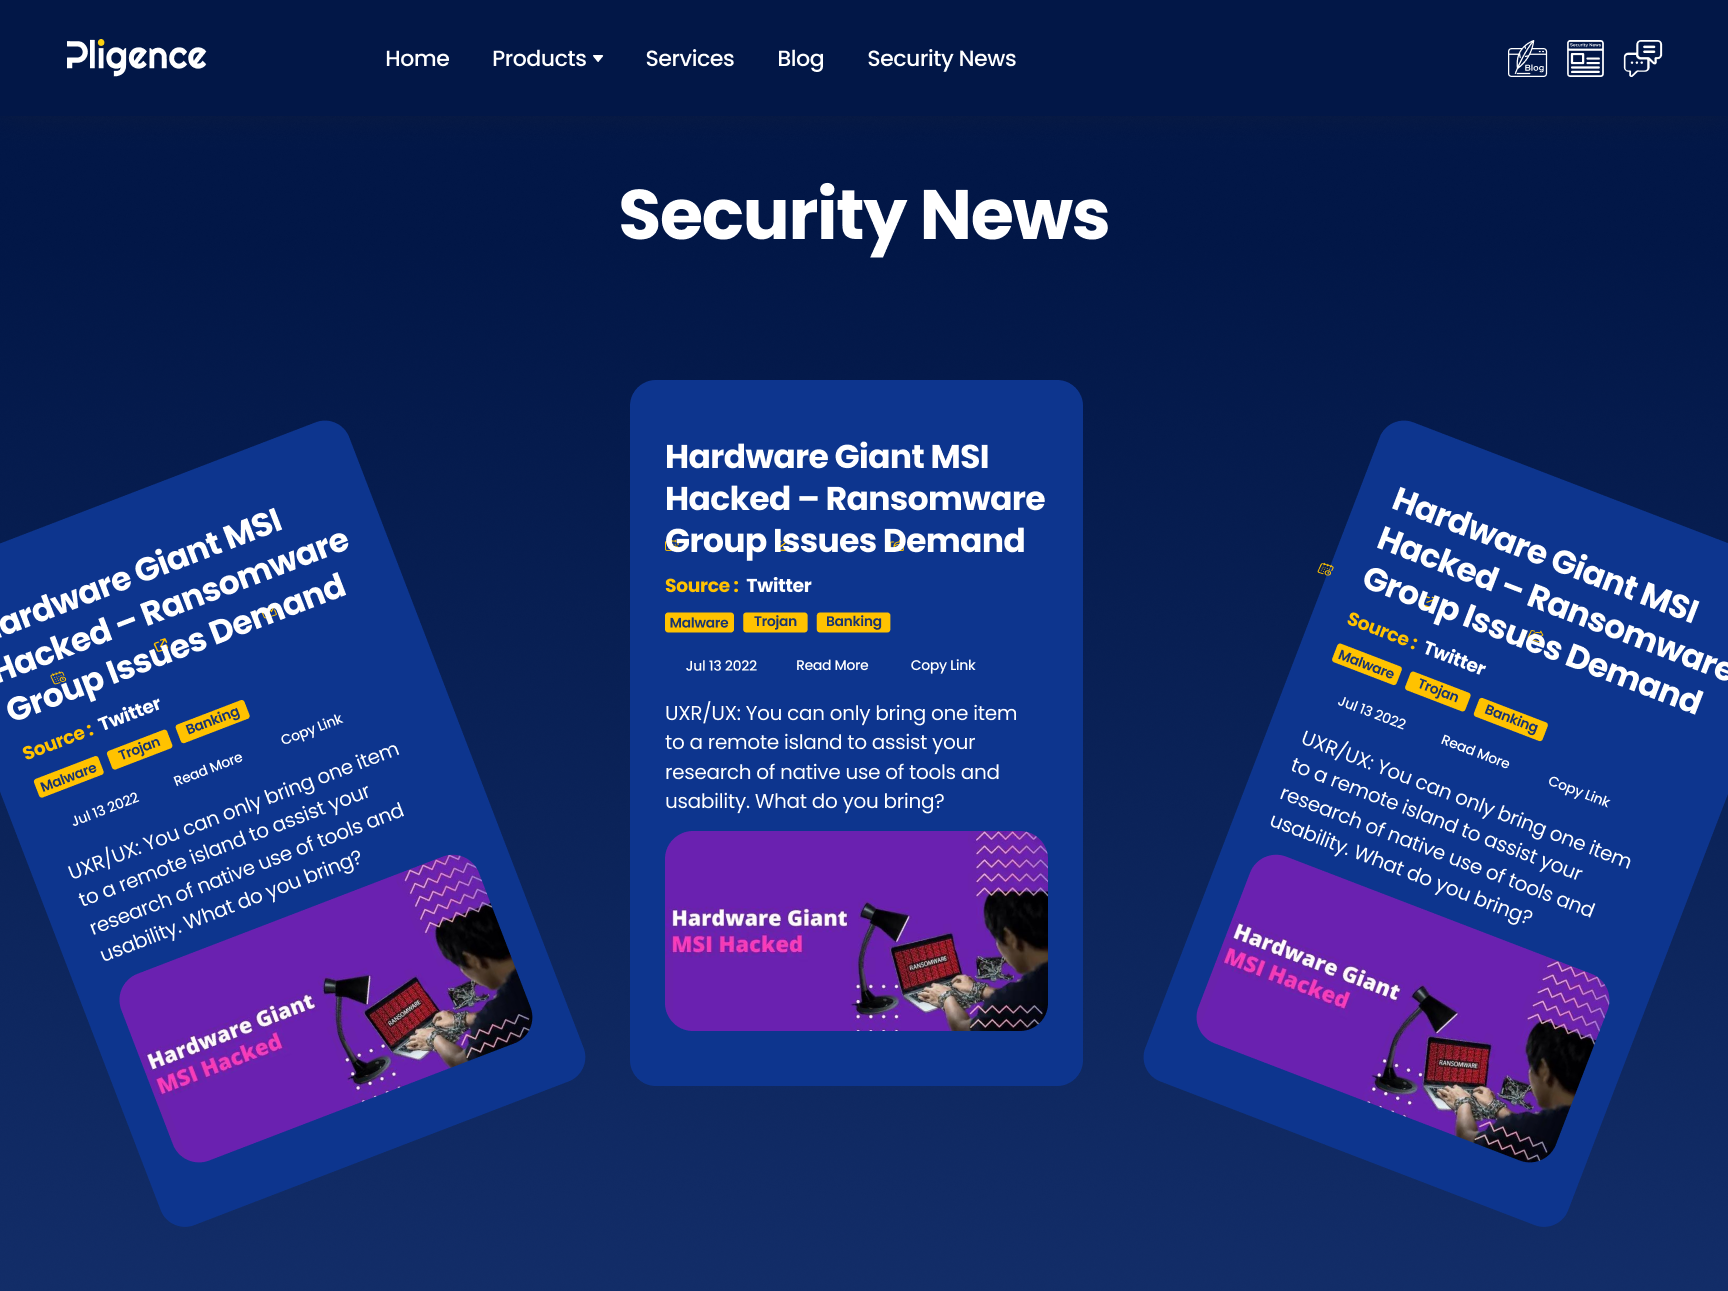 Pligence
Home
Products
Services
Blog
Security News
Blog
Security News
Security News
ardware Giant MSI
Hacked – Ransomware
Group Issues Demand
Source : Twitter
Malware Trojan Banking
Jul 13 2022 Read More Copy Link
UXR/UX: You can only bring one item
to a remote island to assist your
research of native use of tools and
usability. What do you bring?
Hardware Giant
MSI Hacked
RANSOMWARE
Hardware Giant MSI
Hacked – Ransomware
Group Issues Demand
Source : Twitter
Malware Trojan Banking
Jul 13 2022 Read More Copy Link
UXR/UX: You can only bring one item
to a remote island to assist your
research of native use of tools and
usability. What do you bring?
Hardware Giant
MSI Hacked
RANSOMWARE
Hardware Giant MSI
Hacked – Ransomware
Group Issues Demand
Source : Twitter
Malware Trojan Banking
Jul 13 2022 Read More Copy Link
UXR/UX: You can only bring one item
to a remote island to assist your
research of native use of tools and
usability. What do you bring?
Hardware Giant
MSI Hacked
RANSOMWARE